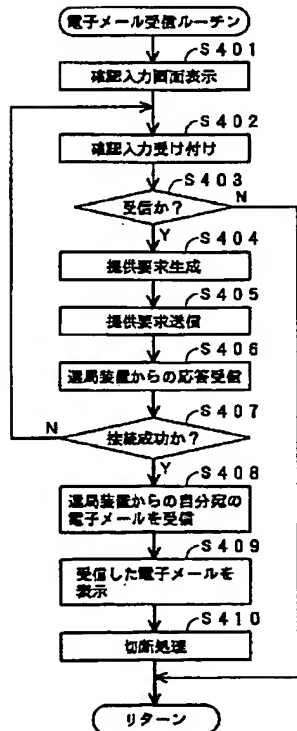 電子メール受信ルーチン
S401
確認入力画面表示
S402
確認入力受け付け
S403
受信か？
N
Y
S404
提供要求生成
S405
提供要求送信
S406
選局装置からの応答受信
S407
N
接続成功か？
Y
S408
選局装置からの自分宛の
電子メールを受信
S409
受信した電子メールを
表示
S410
切断処理
リターン